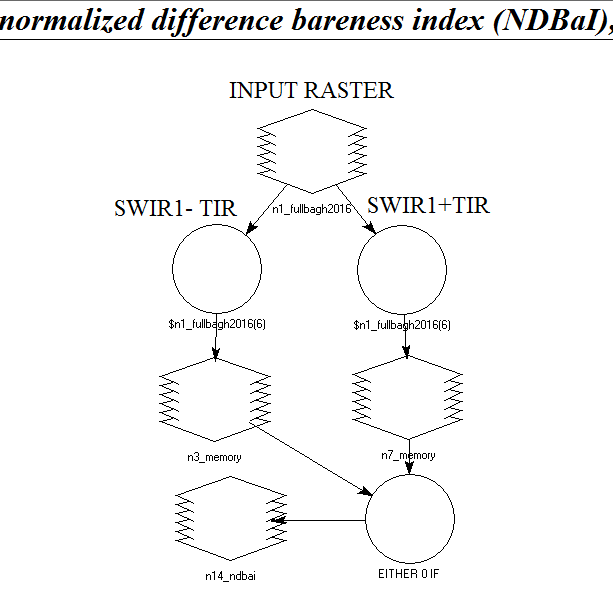 normalized difference bareness index (NDBaI),
INPUT RASTER
n1_fullbagh2016
SWIR1- TIR
SWIR1+TIR
$n1_fullbagh2016(6)
$n1_fullbagh2016(6)
n3_memory
n7_memory
n14_ndbai
EITHER 0 IF